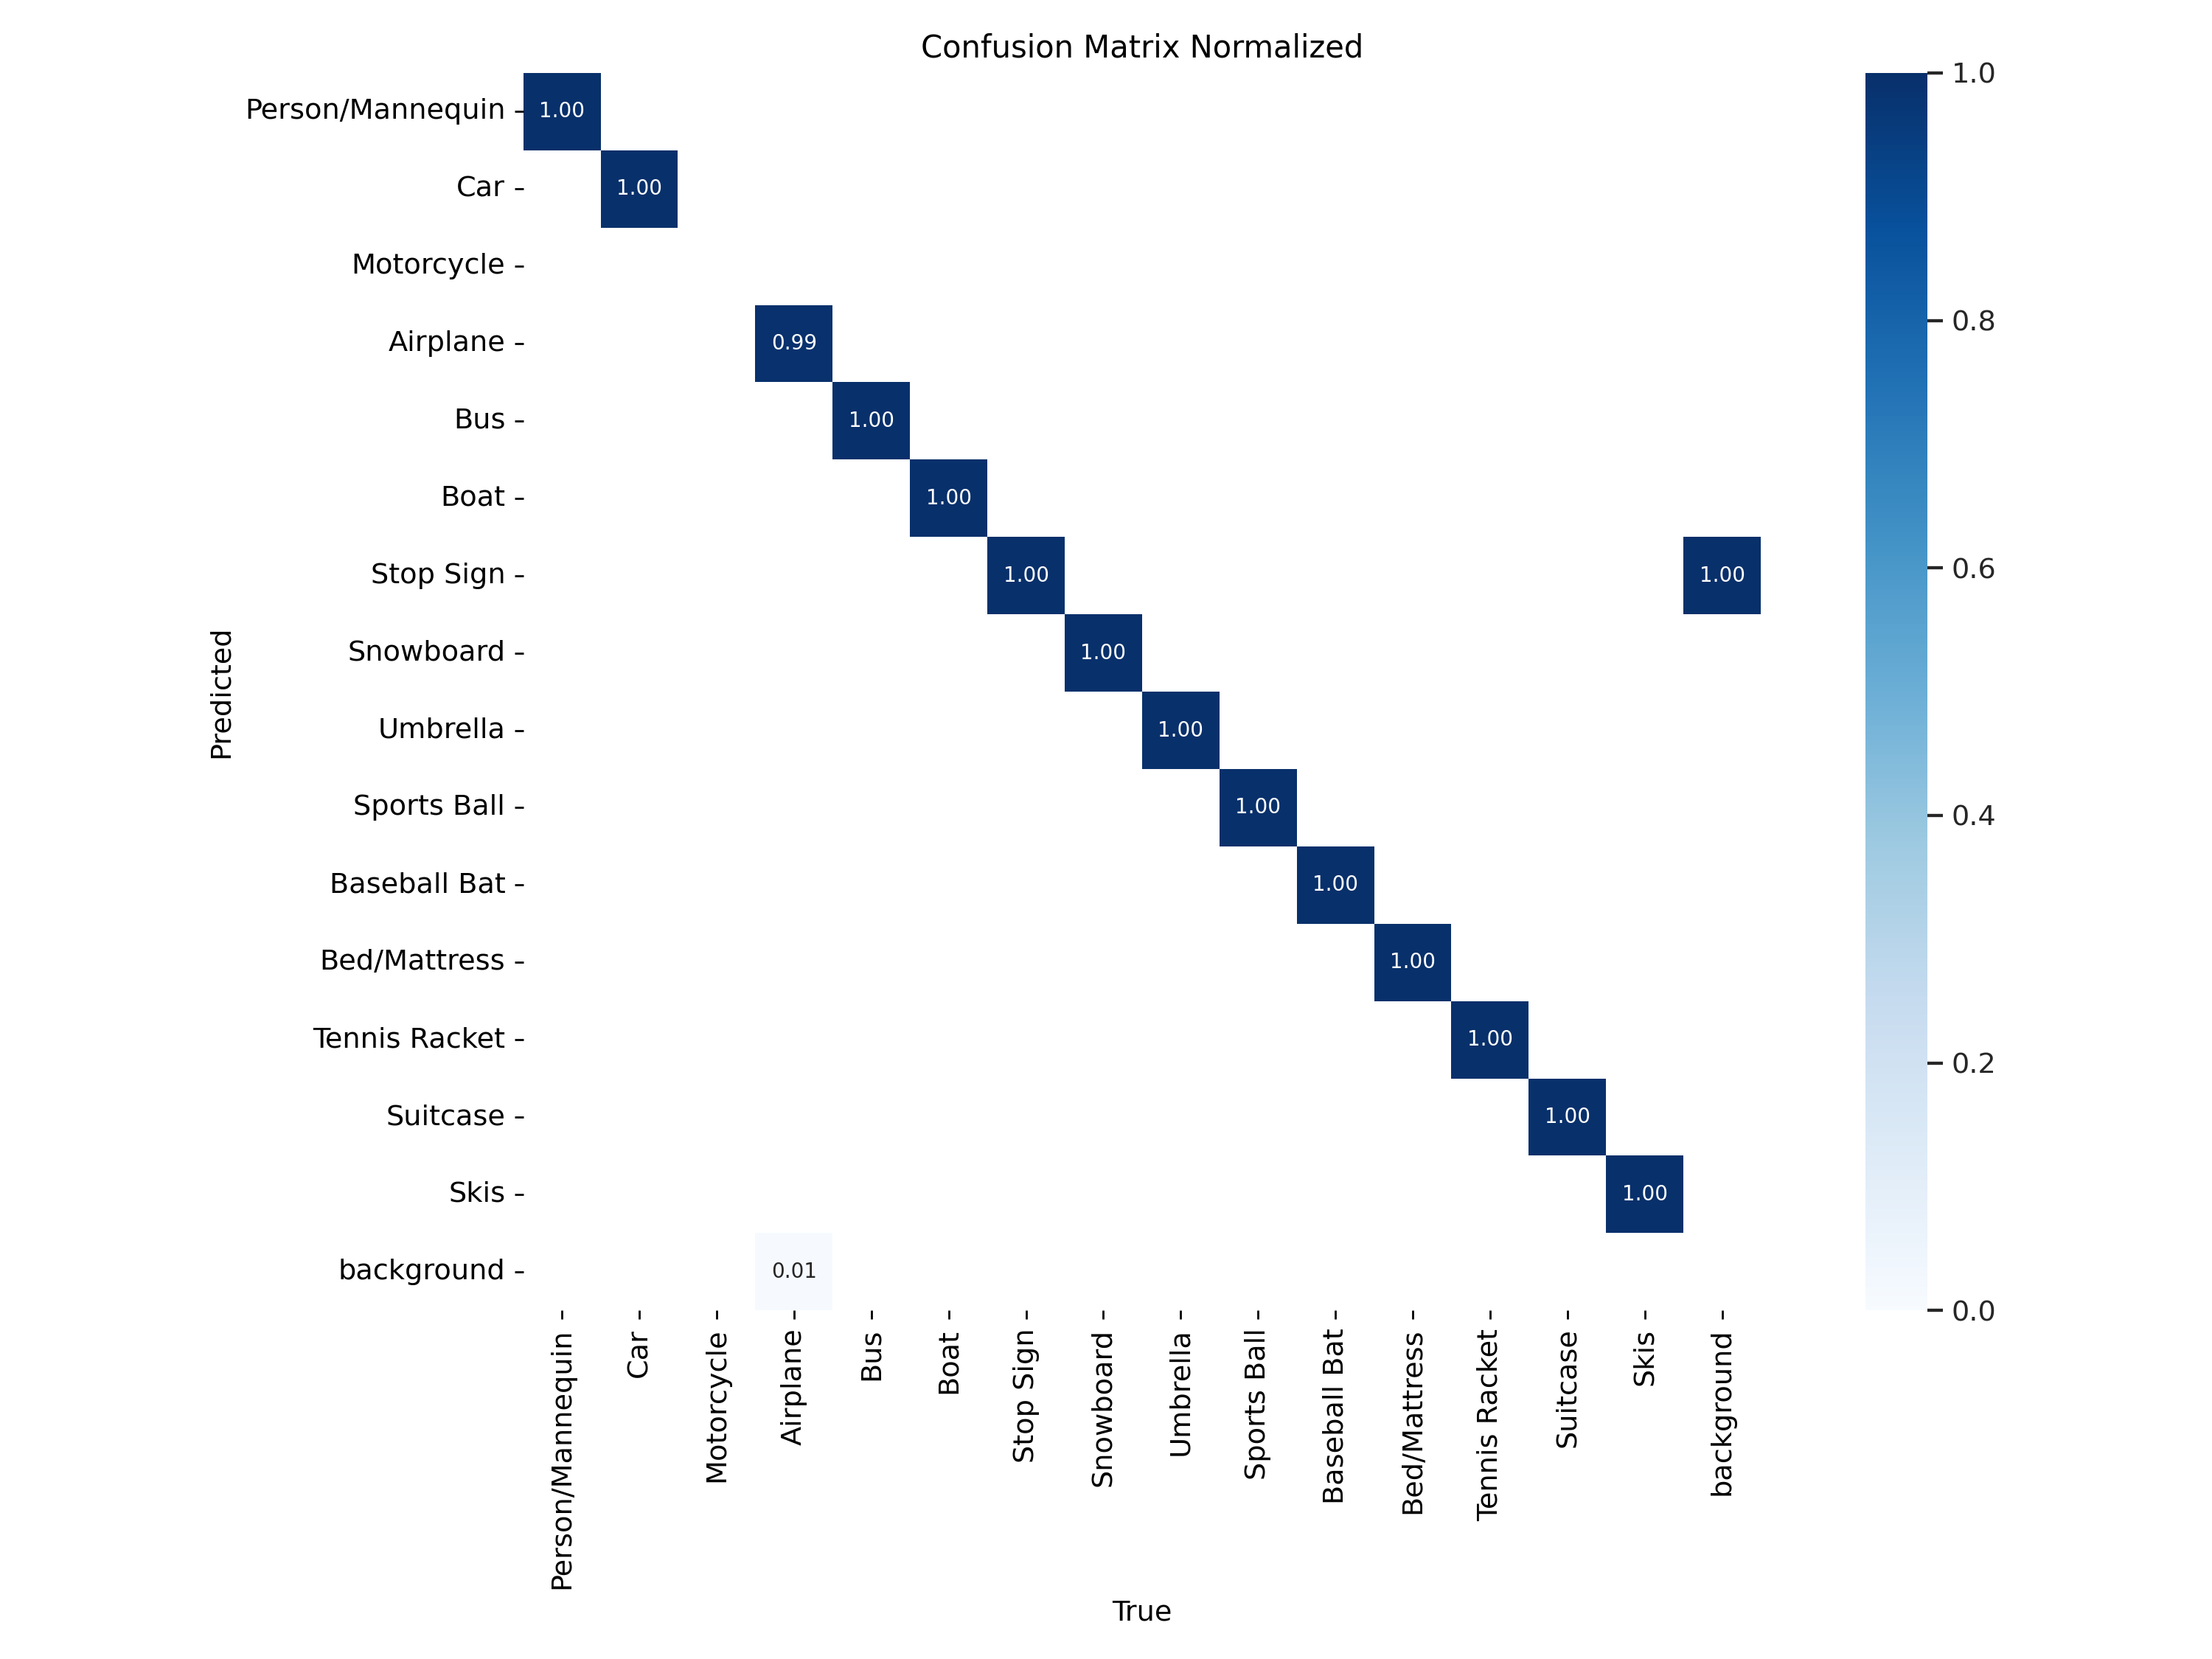 Confusion Matrix Normalized
Person/Mannequin
1.00
Car
1.00
Motorcycle
Airplane
0.99
Bus
1.00
Boat
1.00
Stop Sign
1.00
1.00
Snowboard
1.00
Umbrella
1.00
Sports Ball
1.00
Baseball Bat
1.00
Bed/Mattress
1.00
Tennis Racket
1.00
Suitcase
1.00
Skis
1.00
background
0.01
Predicted
Person/Mannequin
Car
Motorcycle
Airplane
Bus
Boat
Stop Sign
Snowboard
Umbrella
Sports Ball
Baseball Bat
Bed/Mattress
Tennis Racket
Suitcase
Skis
background
True
1.0
0.8
0.6
0.4
0.2
0.0